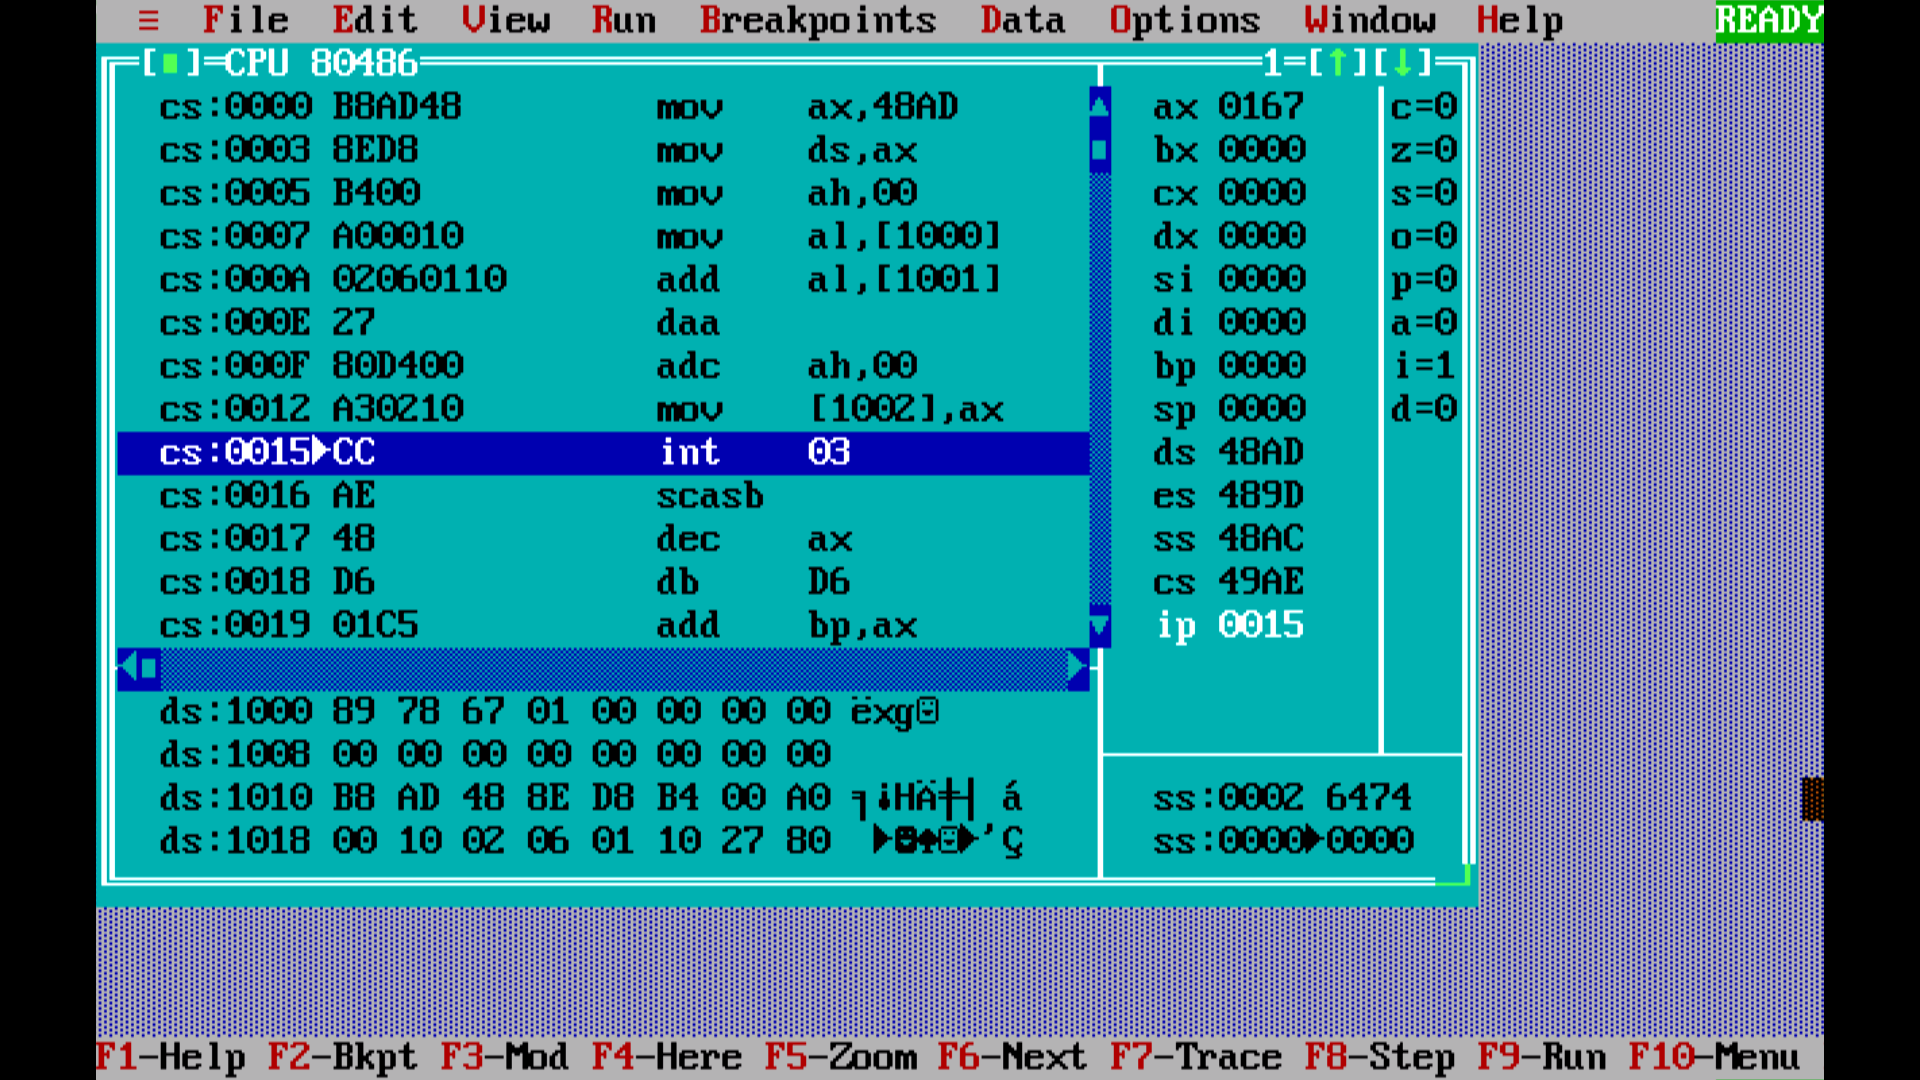 ≡ File Edit View Run Breakpoints Data Options Window Help READY
[■]=CPU 80486 1=[↑][↓]
cs:0000 B8AD48 mov ax,48AD ax 0167 c=0
cs:0003 8ED8 mov ds,ax bx 0000 z=0
cs:0005 B400 mov ah,00 cx 0000 s=0
cs:0007 A00010 mov al,[1000] dx 0000 o=0
cs:000A 02060110 add al,[1001] si 0000 p=0
cs:000E 27 daa di 0000 a=0
cs:000F 80D400 adc ah,00 bp 0000 i=1
cs:0012 A30210 mov [1002],ax sp 0000 d=0
cs:0015►CC int 03 ds 48AD
cs:0016 AE scasb es 489D
cs:0017 48 dec ax ss 48AC
cs:0018 D6 db D6 cs 49AE
cs:0019 01C5 add bp,ax ip 0015
ds:1000 89 78 67 01 00 00 00 00 ëxg☺
ds:1008 00 00 00 00 00 00 00 00
ds:1010 B8 AD 48 8E D8 B4 00 A0 ╕¡HÄ╪┤ á ss:0002 6474
ds:1018 00 10 02 06 01 10 27 80 ►☻♠☺►'Ç ss:0000►0000
F1-Help F2-Bkpt F3-Mod F4-Here F5-Zoom F6-Next F7-Trace F8-Step F9-Run F10-Menu